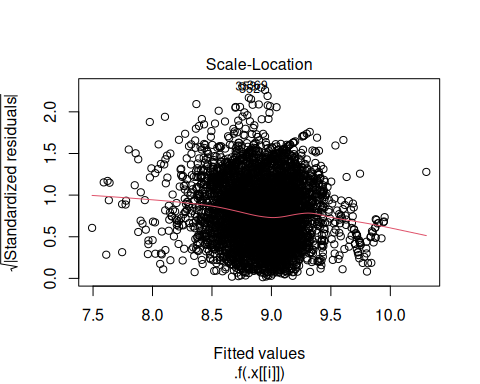 Scale-Location
√|Standardized residuals|
0.0 0.5 1.0 1.5 2.0
7.5 8.0 8.5 9.0 9.5 10.0
Fitted values
.f(.x[[i]])